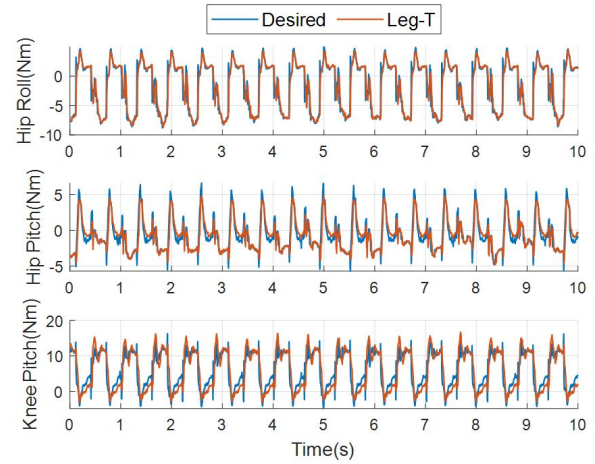 Desired Leg-T
Hip Roll(Nm)
0
-5
-10
0 1 2 3 4 5 6 7 8 9 10
Hip Pitch(Nm)
5
0
-5
0 1 2 3 4 5 6 7 8 9 10
Knee Pitch(Nm)
20
10
0
0 1 2 3 4 5 6 7 8 9 10
Time(s)